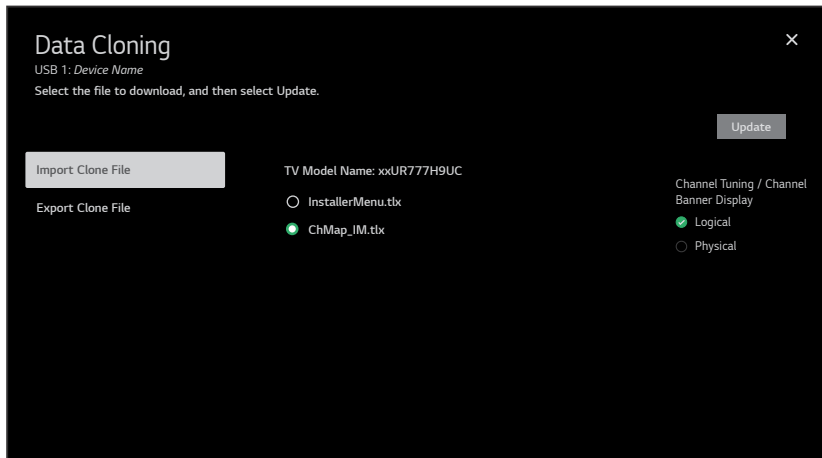 Data Cloning
USB 1: Device Name
Select the file to download, and then select Update.
Update
Import Clone File
Export Clone File
TV Model Name: xxUR777H9UC
InstallerMenu.tlx
ChMap_IM.tlx
Channel Tuning / Channel
Banner Display
Logical
Physical